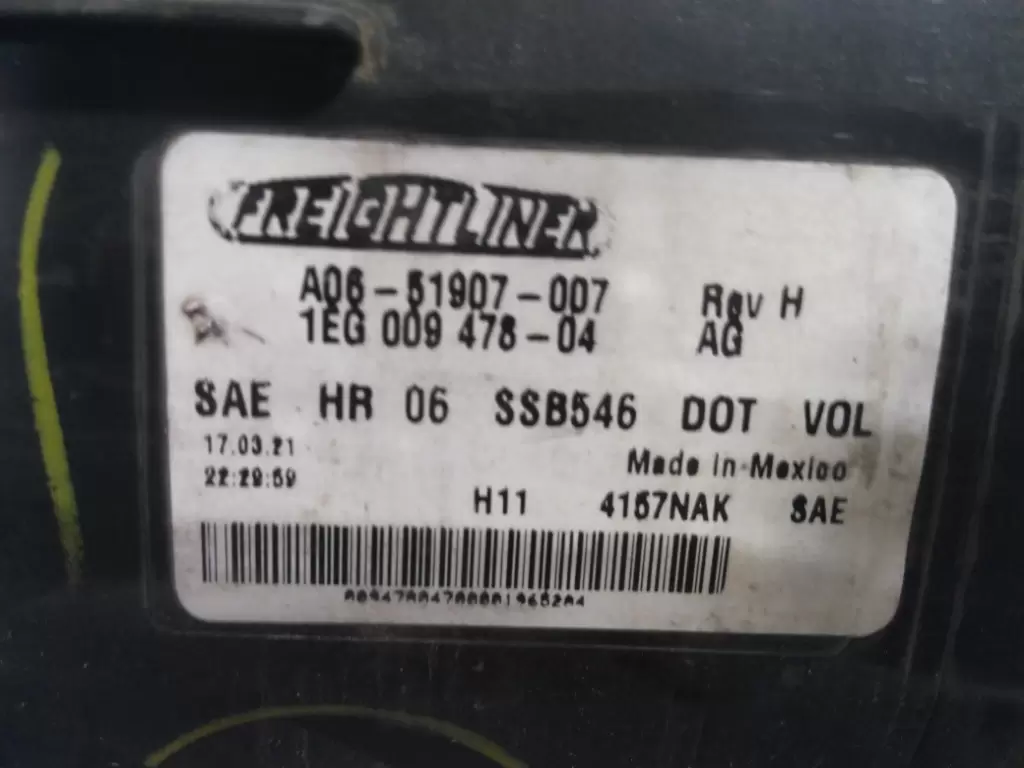 FREIGHTLINER
A06-51907-007 Rev H
1EG 009 478-04 AG
SAE HR 06 SSB546 DOT VOL
17.03.21
22:29:59
Made in Mexico
H11 4157NAK SAE
00947804700001965204